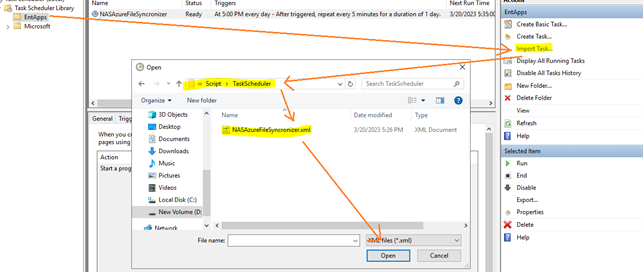 Task Scheduler Library
EntApps
Microsoft
Name
Status
Triggers
Next Run Time
NASAzureFileSyncronizer
Ready
At 5:00 PM every day - After triggered, repeat every 5 minutes for a duration of 1 day.
3/20/2023 5:35:00
Actions
EntApps
Create Basic Task...
Create Task...
Import Task...
Display All Running Tasks
Disable All Tasks History
New Folder...
Delete Folder
View
Refresh
Help
Selected Item
Run
End
Disable
Export...
Properties
Delete
Help
General
Trigger
When you c
pages using
Action
Start a prog
Open
« Script › TaskScheduler
Search TaskScheduler
Organize
New folder
3D Objects
Desktop
Documents
Downloads
Music
Pictures
Videos
New Volume (D:
Network
Name
Date modified
Type
NASAzureFileSyncronizer.xml
3/20/2023 5:26 PM
XML Document
File name:
XML files (*.xml)
Open
Cancel